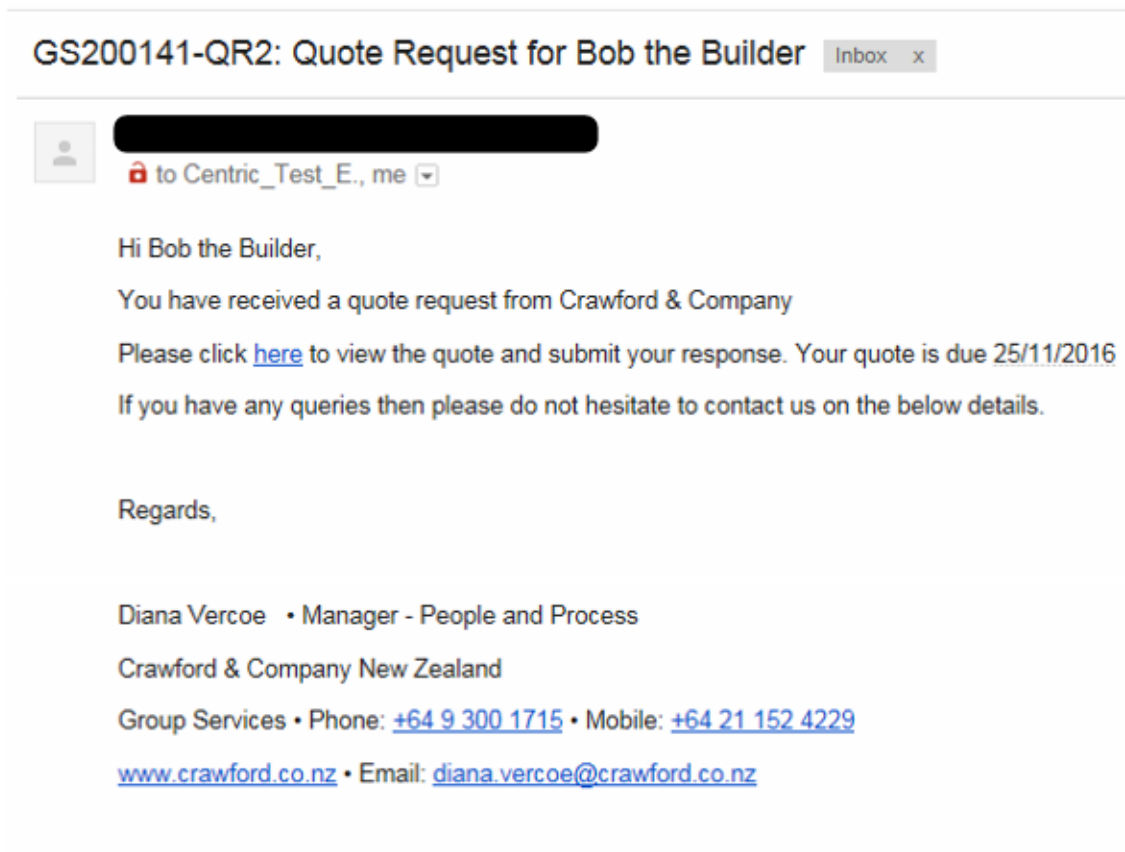 GS200141-QR2: Quote Request for Bob the Builder Inbox x
to Centric_Test_E., me
Hi Bob the Builder,
You have received a quote request from Crawford & Company
Please click here to view the quote and submit your response. Your quote is due 25/11/2016
If you have any queries then please do not hesitate to contact us on the below details.
Regards,
Diana Vercoe • Manager - People and Process
Crawford & Company New Zealand
Group Services • Phone: +64 9 300 1715 • Mobile: +64 21 152 4229
www.crawford.co.nz • Email: diana.vercoe@crawford.co.nz